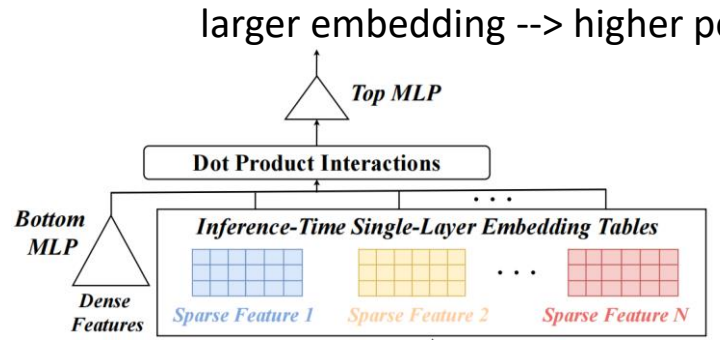 larger embedding --> higher
Top MLP
Dot Product Interactions
. . .
Bottom
MLP
Inference-Time Single-Layer Embedding Tables
. . .
Dense
Features
Sparse Feature 1
Sparse Feature 2
Sparse Feature N